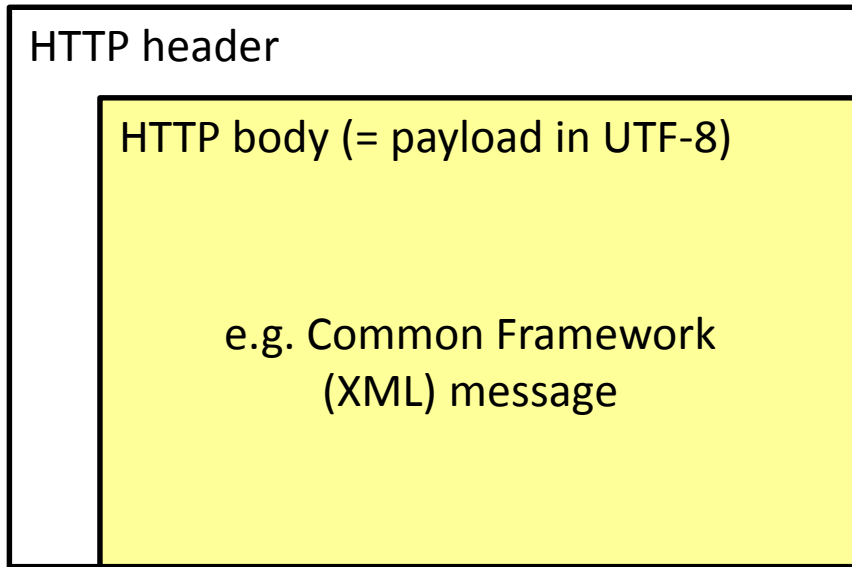 HTTP header
HTTP body (= payload in UTF-8)
e.g. Common Framework
(XML) message